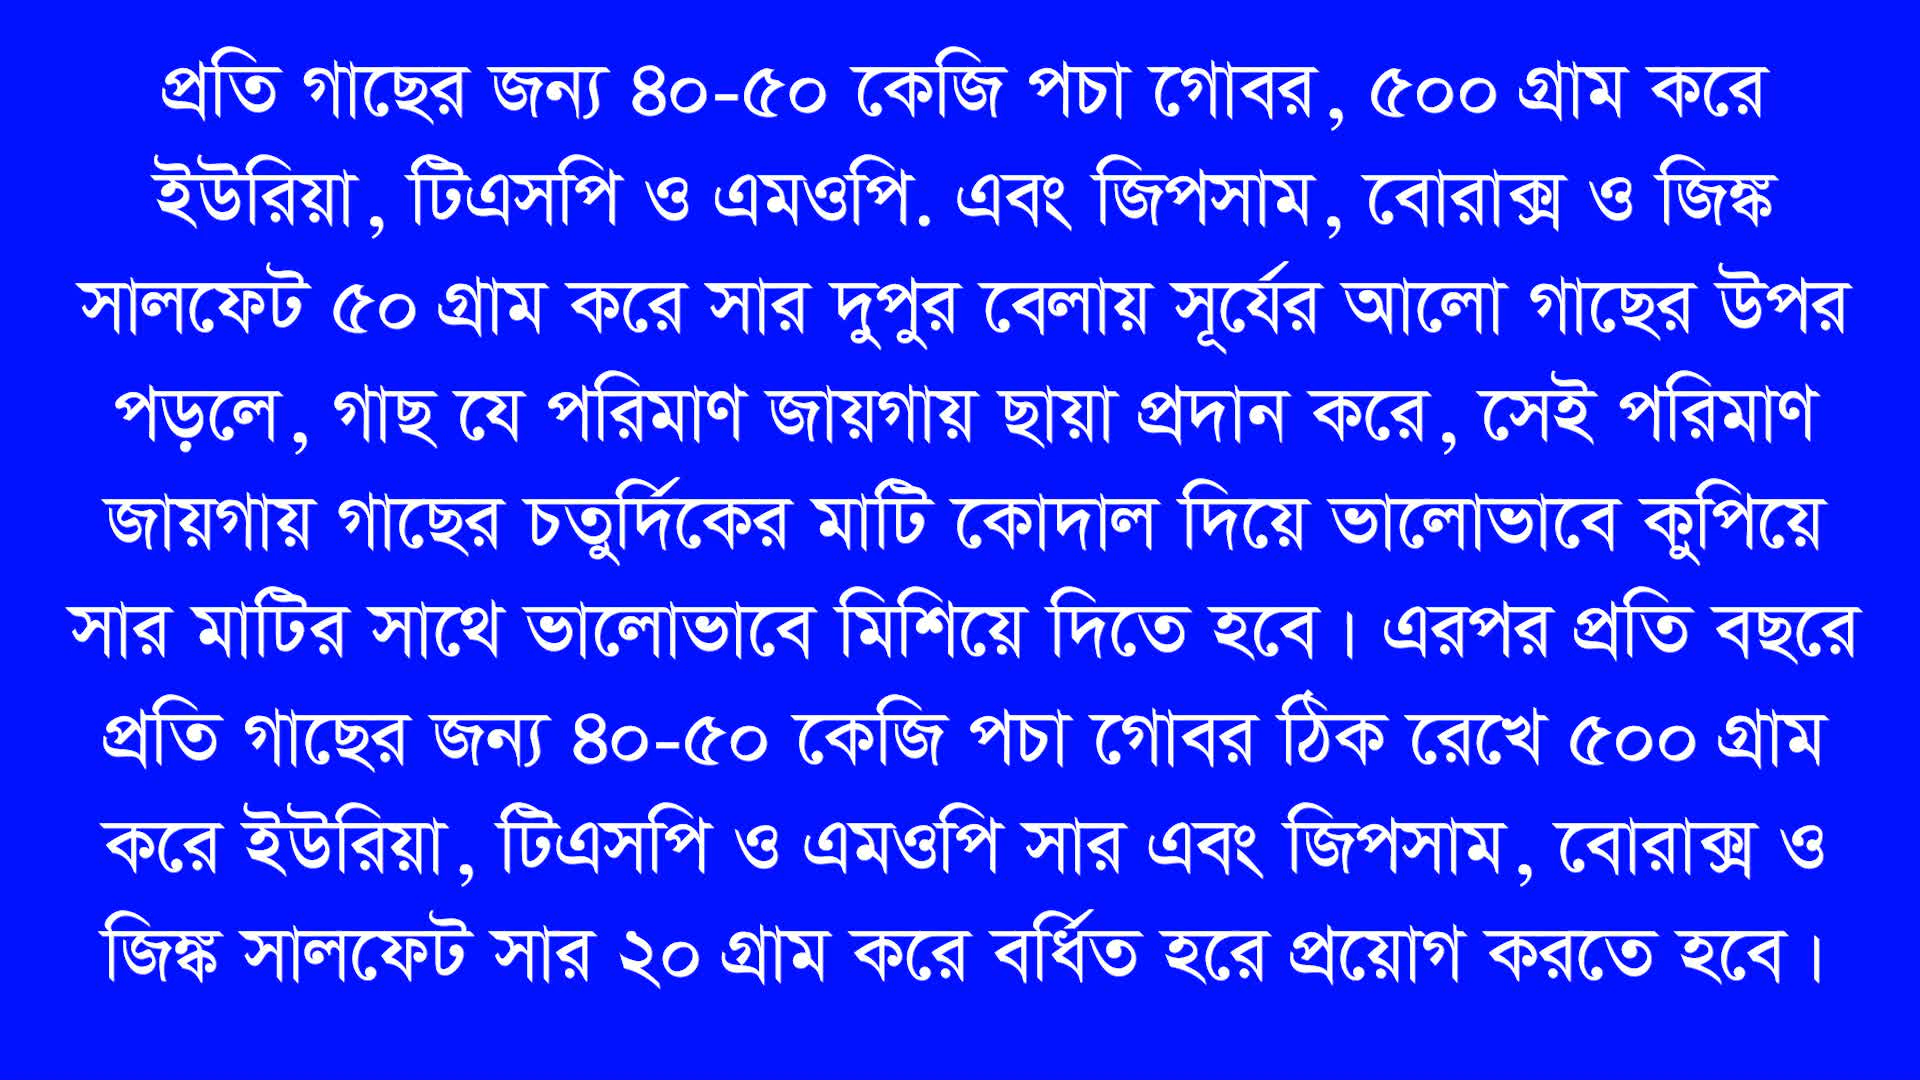 প্রতি গাছের জন্য ৪০-৫০ কেজি পচা গোবর, ৫০০ গ্রাম করে
ইউরিয়া, টিএসপি ও এমওপি. এবং জিপসাম, বোরাক্স ও জিঙ্ক
সালফেট ৫০ গ্রাম করে সার দুপুর বেলায় সূর্যের আলো গাছের উপর
পড়লে, গাছ যে পরিমাণ জায়গায় ছায়া প্রদান করে, সেই পরিমাণ
জায়গায় গাছের চতুর্দিকের মাটি কোদাল দিয়ে ভালোভাবে কুপিয়ে
সার মাটির সাথে ভালোভাবে মিশিয়ে দিতে হবে। এরপর প্রতি বছরে
প্রতি গাছের জন্য ৪০-৫০ কেজি পচা গোবর ঠিক রেখে ৫০০ গ্রাম
করে ইউরিয়া, টিএসপি ও এমওপি সার এবং জিপসাম, বোরাক্স ও
জিঙ্ক সালফেট সার ২০ গ্রাম করে বর্ধিত হরে প্রয়োগ করতে হবে।